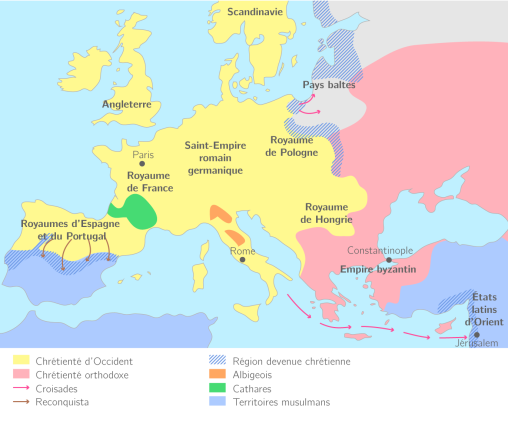 Scandinavie
Pays baltes
Angleterre
Saint-Empire
romain
germanique
Royaume
de Pologne
Paris
Royaume
de France
Royaume
de Hongrie
Royaumes d'Espagne
et du Portugal
Rome
Constantinople
Empire byzantin
États
latins
d'Orient
Jérusalem
Chrétienté d'Occident
Chrétienté orthodoxe
Croisades
Reconquista
Région devenue chrétienne
Albigeois
Cathares
Territoires musulmans